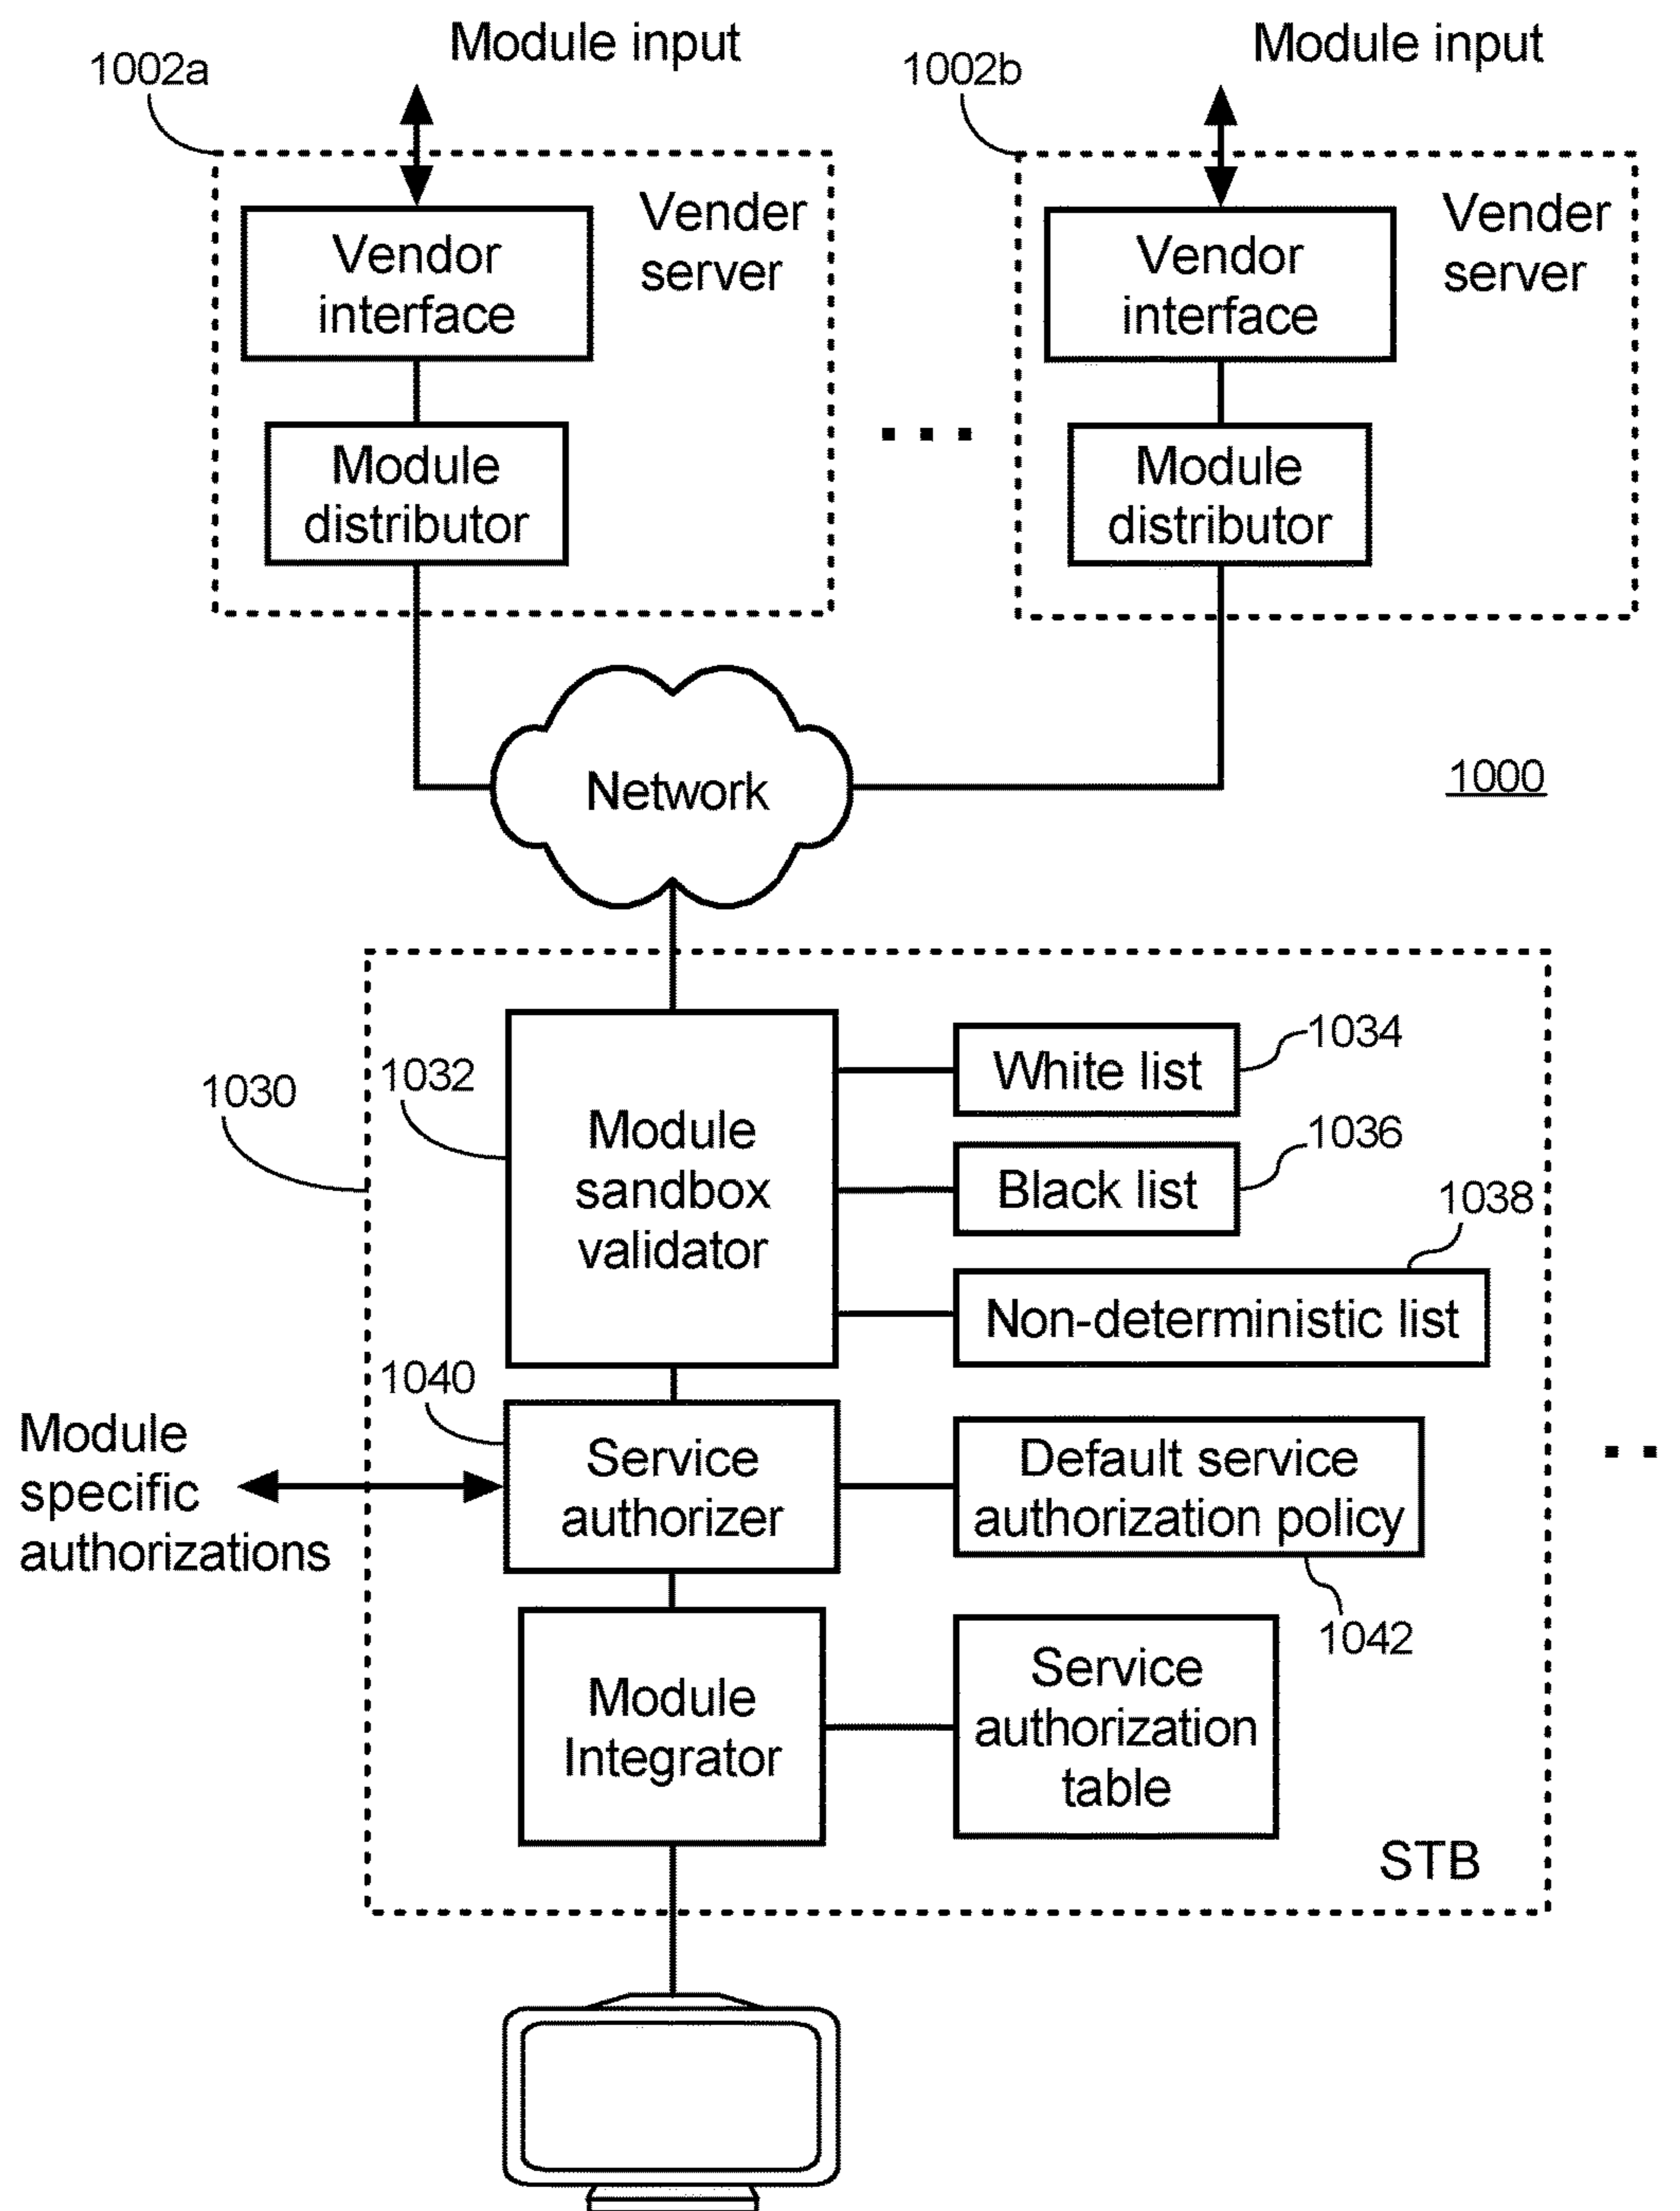 Module input
Module input
1002a
1002b
Vendor
interface
Vender
server
Vendor
interface
Vender
server
Module
distributor
Module
distributor
Network
1000
1030
1032
Module
sandbox
validator
White list
1034
Black list
1036
1038
Non-deterministic list
1040
Module
specific
authorizations
Service
authorizer
Default service
authorization policy
1042
Module
Integrator
Service
authorization
table
STB